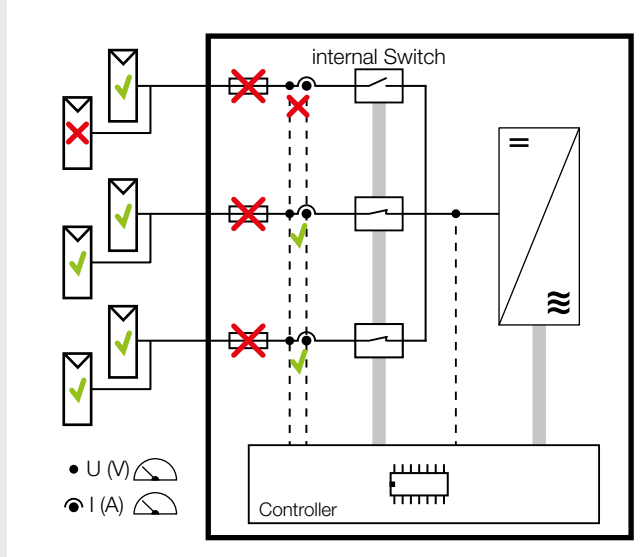 internal Switch
U (V)
I (A)
Controller